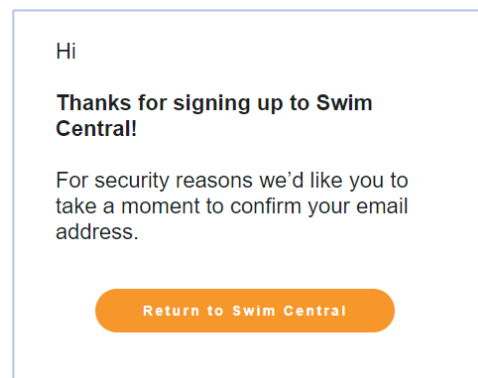 Hi
Thanks for signing up to Swim
Central!
For security reasons we'd like you to
take a moment to confirm your email
address.
Return to Swim Central